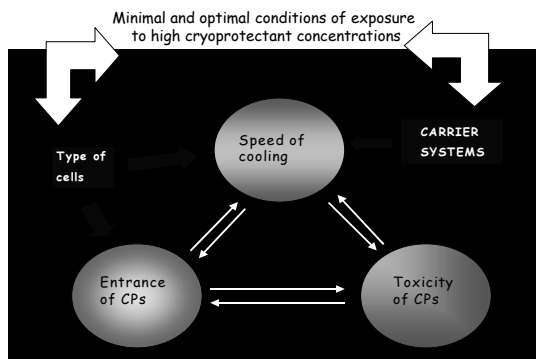 Minimal and optimal conditions of exposure
to high cryoprotectant concentrations
Type of
cells
Speed of
cooling
CARRIER
SYSTEMS
Entrance
of CPs
Toxicity
of CPs